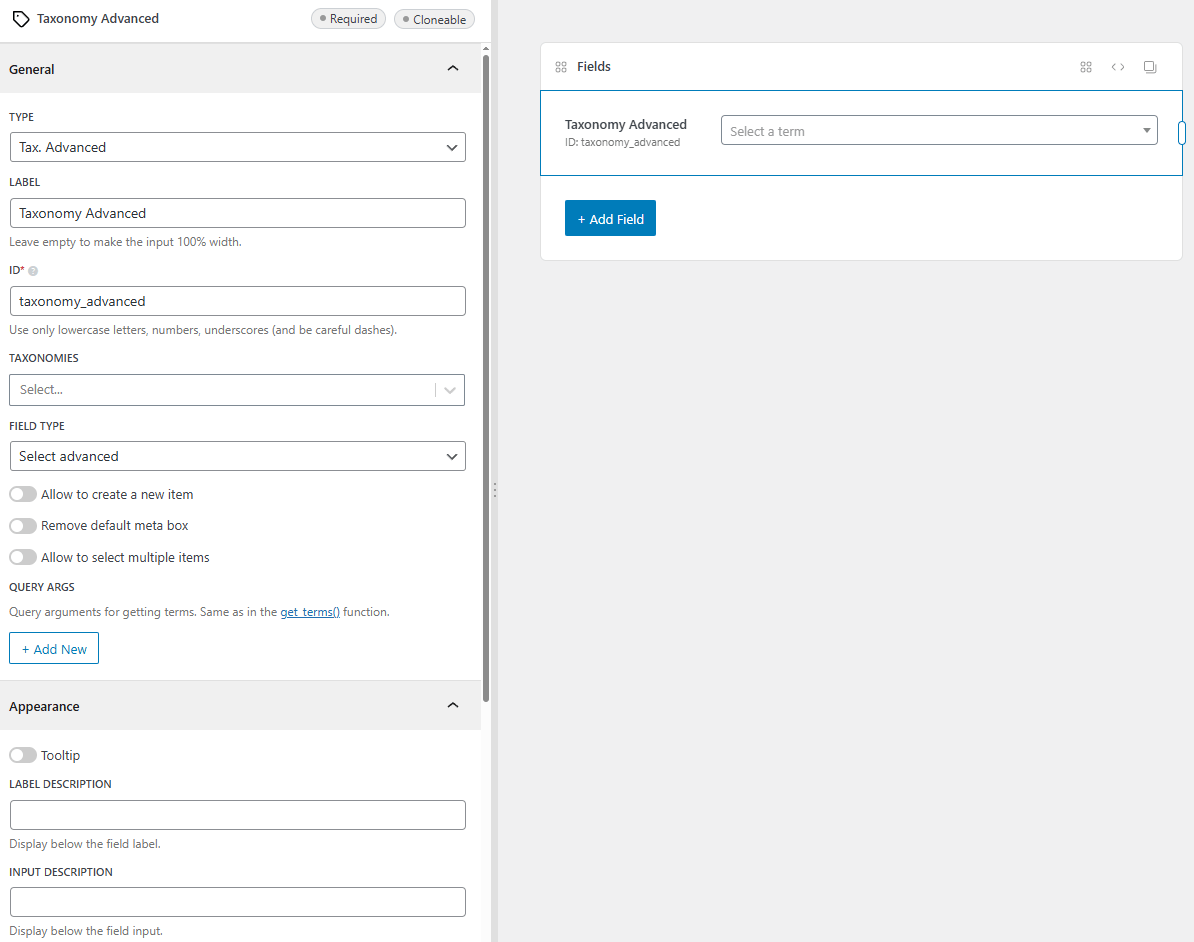 Taxonomy Advanced
Required
Cloneable
General
TYPE
Tax. Advanced
LABEL
Taxonomy Advanced
Leave empty to make the input 100% width.
ID*
taxonomy_advanced
Use only lowercase letters, numbers, underscores (and be careful dashes).
TAXONOMIES
Select...
FIELD TYPE
Select advanced
Allow to create a new item
Remove default meta box
Allow to select multiple items
QUERY ARGS
Query arguments for getting terms. Same as in the get_terms() function.
+ Add New
Appearance
Tooltip
LABEL DESCRIPTION
Display below the field label.
INPUT DESCRIPTION
Display below the field input.
Fields
Taxonomy Advanced
ID: taxonomy_advanced
Select a term
+ Add Field